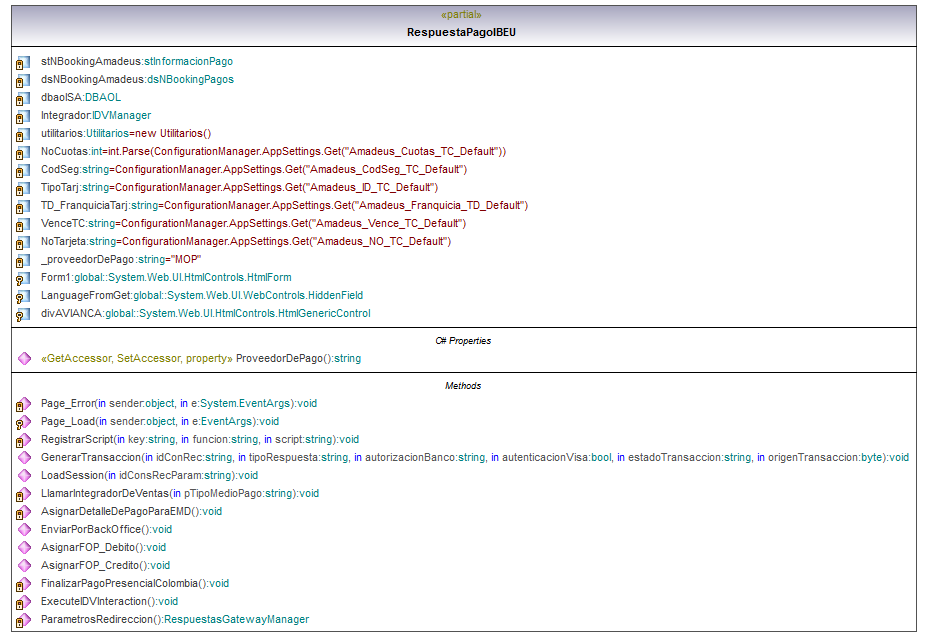 «partial»
RespuestaPagoIBEU
stNBookingAmadeus:stInformacionPago
dsNBookingAmadeus:dsNBookingPagos
dbaolSA:DBAOL
Integrador:IDVManager
utilitarios:Utilitarios=new Utilitarios()
NoCuotas:int=int.Parse(ConfigurationManager.AppSettings.Get("Amadeus_Cuotas_TC_Default"))
CodSeg:string=ConfigurationManager.AppSettings.Get("Amadeus_CodSeg_TC_Default")
TipoTarj:string=ConfigurationManager.AppSettings.Get("Amadeus_ID_TC_Default")
TD_FranquiciaTarj:string=ConfigurationManager.AppSettings.Get("Amadeus_Franquicia_TD_Default")
VenceTC:string=ConfigurationManager.AppSettings.Get("Amadeus_Vence_TC_Default")
NoTarjeta:string=ConfigurationManager.AppSettings.Get("Amadeus_NO_TC_Default")
_proveedorDePago:string="MOP"
Form1:global::System.Web.UI.HtmlControls.HtmlForm
LanguageFromGet:global::System.Web.UI.WebControls.HiddenField
divAVIANCA:global::System.Web.UI.HtmlControls.HtmlGenericControl
C# Properties
«GetAccessor, SetAccessor, property» ProveedorDePago():string
Methods
Page_Error(in sender:object, in e:System.EventArgs):void
Page_Load(in sender:object, in e:EventArgs):void
RegistrarScript(in key:string, in funcion:string, in script:string):void
GenerarTransaccion(in idConRec:string, in tipoRespuesta:string, in autorizacionBanco:string, in autenticacionVisa:bool, in estadoTransaccion:string, in origenTransaccion:byte):void
LoadSession(in idConsRecParam:string):void
LlamarIntegradorDeVentas(in pTipoMedioPago:string):void
AsignarDetalleDePagoParaEMD():void
EnviarPorBackOffice():void
AsignarFOP_Debito():void
AsignarFOP_Credito():void
FinalizarPagoPresencialColombia():void
ExecuteIDVInteraction():void
ParametrosRedireccion():RespuestasGatewayManager